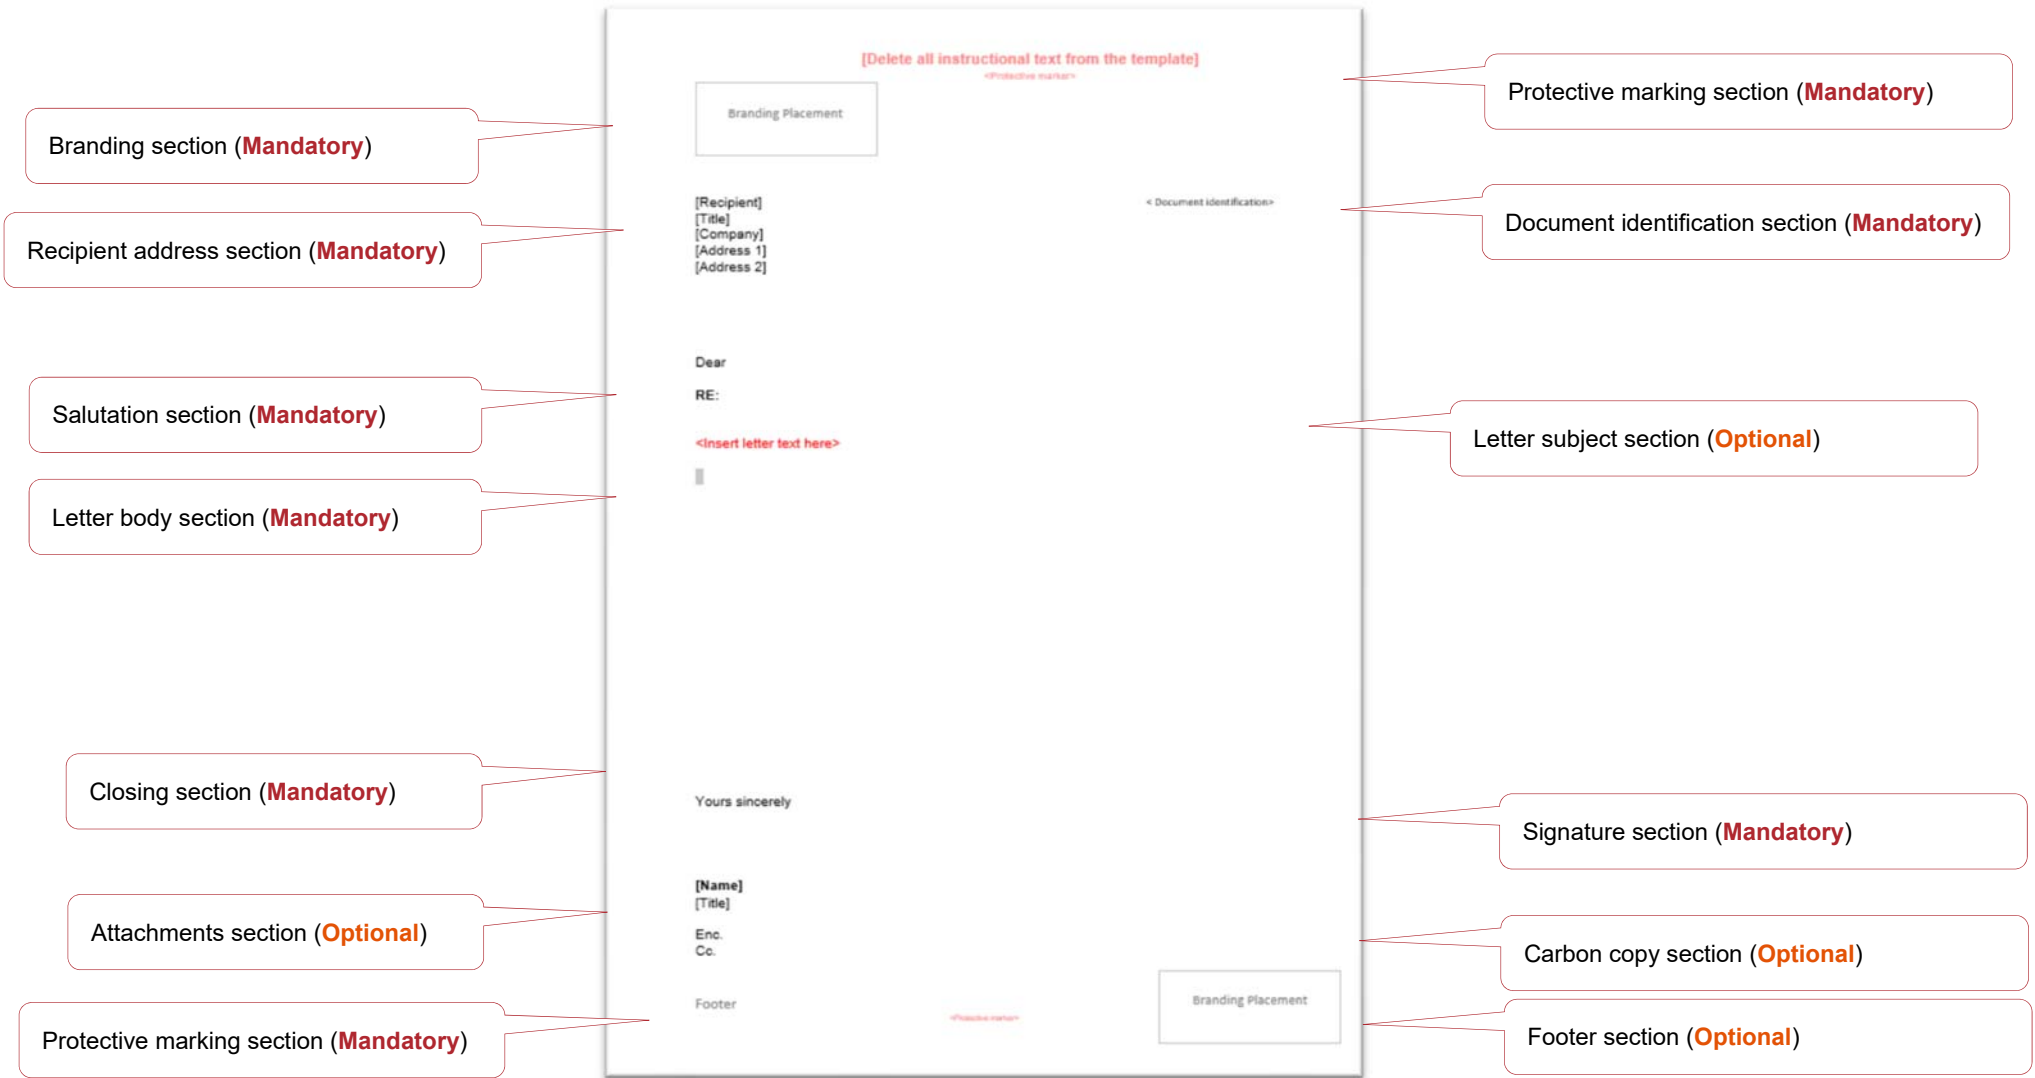 [Delete all instructional text from the template]
<Protective marker>
Branding Placement
Protective marking section (Mandatory)
Branding section (Mandatory)
[Recipient]
[Title]
[Company]
[Address 1]
[Address 2]
< Document identification>
Document identification section (Mandatory)
Recipient address section (Mandatory)
Dear
RE:
Salutation section (Mandatory)
<Insert letter text here>
Letter subject section (Optional)
Letter body section (Mandatory)
Closing section (Mandatory)
Yours sincerely
Signature section (Mandatory)
[Name]
[Title]
Attachments section (Optional)
Enc.
Cc.
Carbon copy section (Optional)
Footer
Branding Placement
<Protective marker>
Protective marking section (Mandatory)
Footer section (Optional)